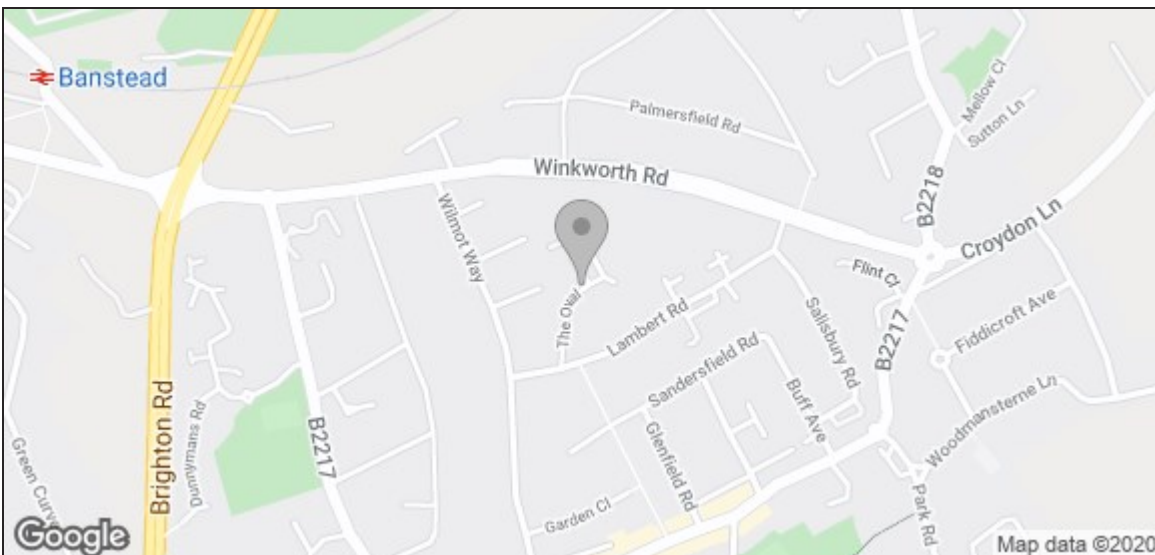 Banstead
Palmersfield Rd
Mellow Cl
Sutton Ln
Winkworth Rd
B2218
Croydon Ln
Wilmot Way
Flint Cl
The Oval
Lambert Rd
Salisbury Rd
B2217
Fiddicroft Ave
Sandersfield Rd
Buff Ave
Woodmansterne Ln
Brighton Rd
Dunnymans Rd
B2217
Glenfield Rd
Green Curve
Garden Cl
Park Rd
Google
Map data ©2020